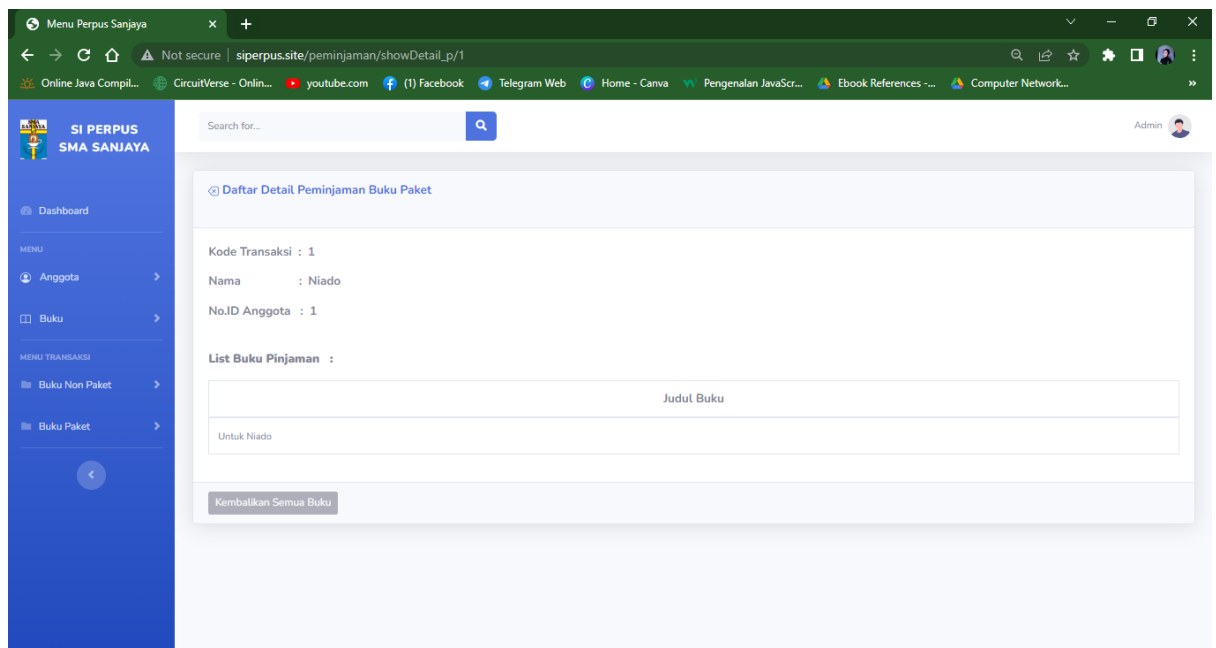 Menu Perpus Sanjaya
Not secure | siperpus.site/peminjaman/showDetail_p/1
Online Java Compil... CircuitVerse - Onlin... youtube.com (1) Facebook Telegram Web Home - Canva Pengenalan JavaScr... Ebook References -... Computer Network... »
SI PERPUS
SMA SANJAYA
Search for...
Admin
Daftar Detail Peminjaman Buku Paket
Dashboard
MENU
Anggota
Buku
MENU TRANSAKSI
Buku Non Paket
Buku Paket
Kode Transaksi : 1
Nama : Niado
No.ID Anggota : 1
List Buku Pinjaman :
Judul Buku
Untuk Niado
Kembalikan Semua Buku